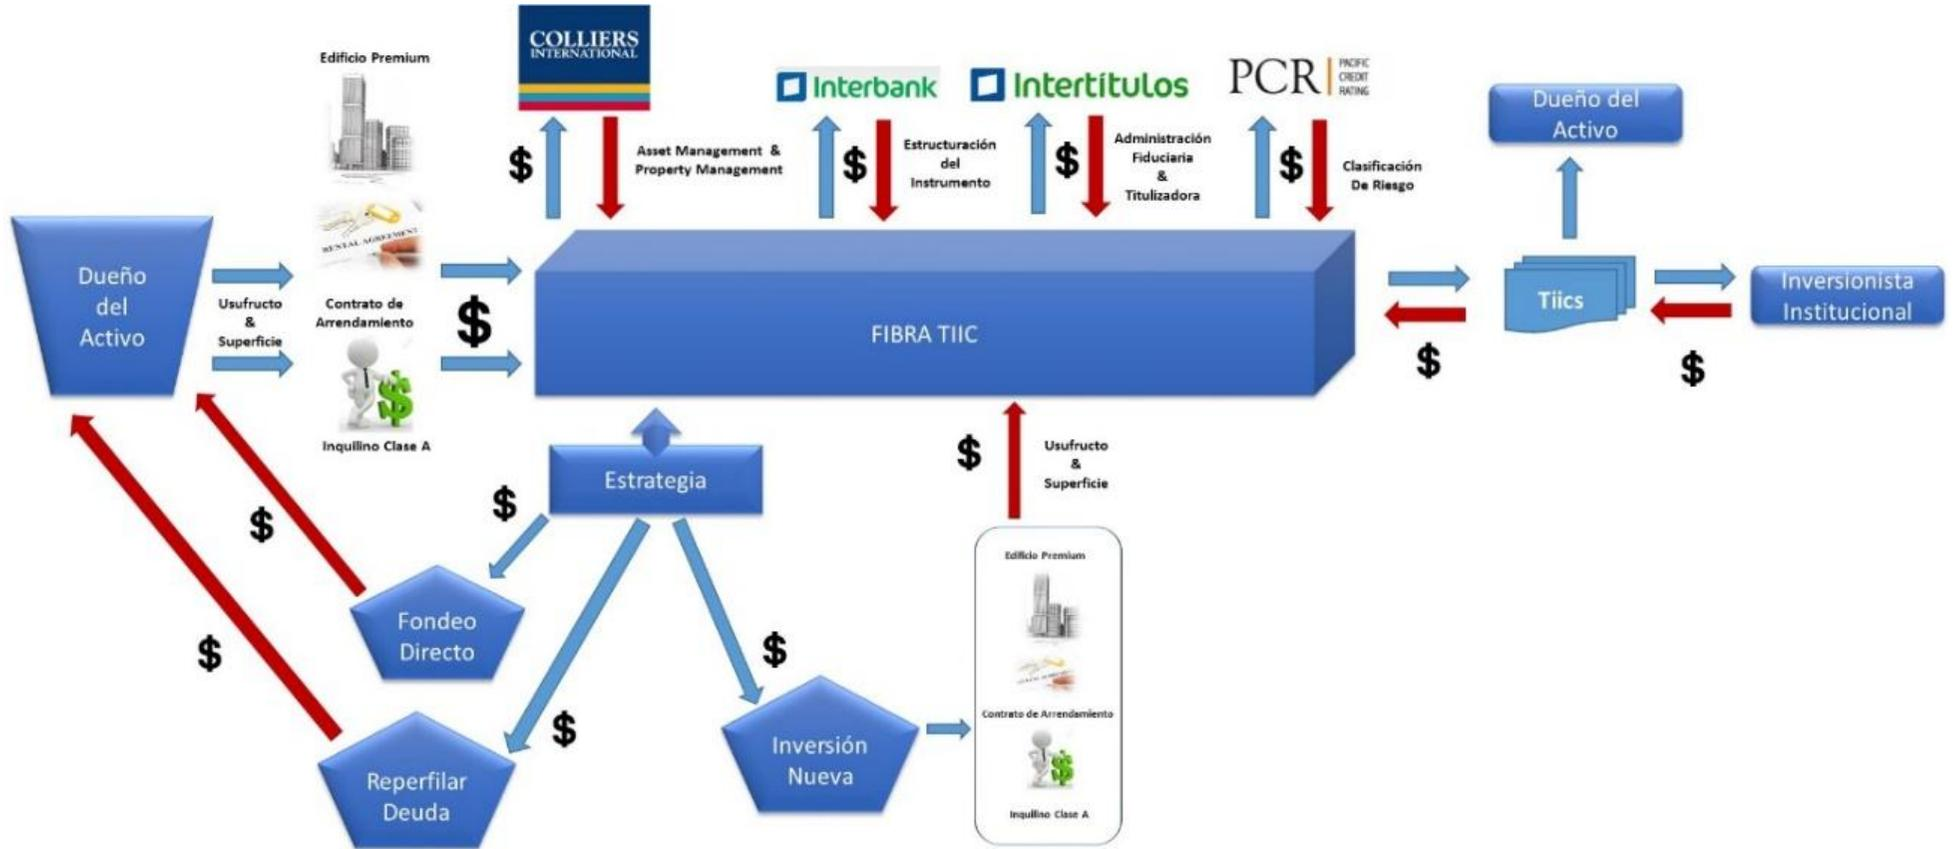 COLLIERS
INTERNATIONAL
Edificio Premium
Interbank
Intertítulos
PCR
PACIFIC
CREDIT
RATING
Dueño del
Activo
$
Asset Management &
Property Management
$
Estructuración
del
Instrumento
$
Administración
Fiduciaria
&
Titulizadora
$
Clasificación
De Riesgo
RENTAL AGREEMENT
Dueño
del
Activo
Usufructo
&
Superficie
Contrato de
Arrendamiento
$
$
Inquilino Clase A
FIBRA TIIC
Tiics
Inversionista
Institucional
$
$
Estrategia
$
Usufructo
&
Superficie
$
$
$
Fondeo
Directo
$
$
Reperfilar
Deuda
$
Inversión
Nueva
Edificio Premium
Contrato de Arrendamiento
$
Inquilino Clase A